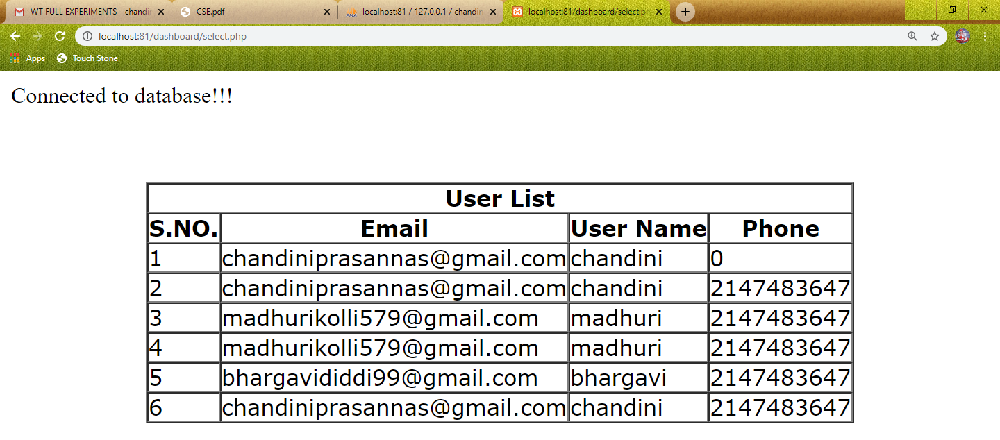 WT FULL EXPERIMENTS - chandin
CSE.pdf
localhost:81 / 127.0.0.1 / chandin
localhost:81/dashboard/select.ph
localhost:81/dashboard/select.php
Apps Touch Stone
Connected to database!!!
User List
S.NO. Email User Name Phone
1 chandiniprasannas@gmail.com chandini 0
2 chandiniprasannas@gmail.com chandini 2147483647
3 madhurikolli579@gmail.com madhuri 2147483647
4 madhurikolli579@gmail.com madhuri 2147483647
5 bhargavididdi99@gmail.com bhargavi 2147483647
6 chandiniprasannas@gmail.com chandini 2147483647